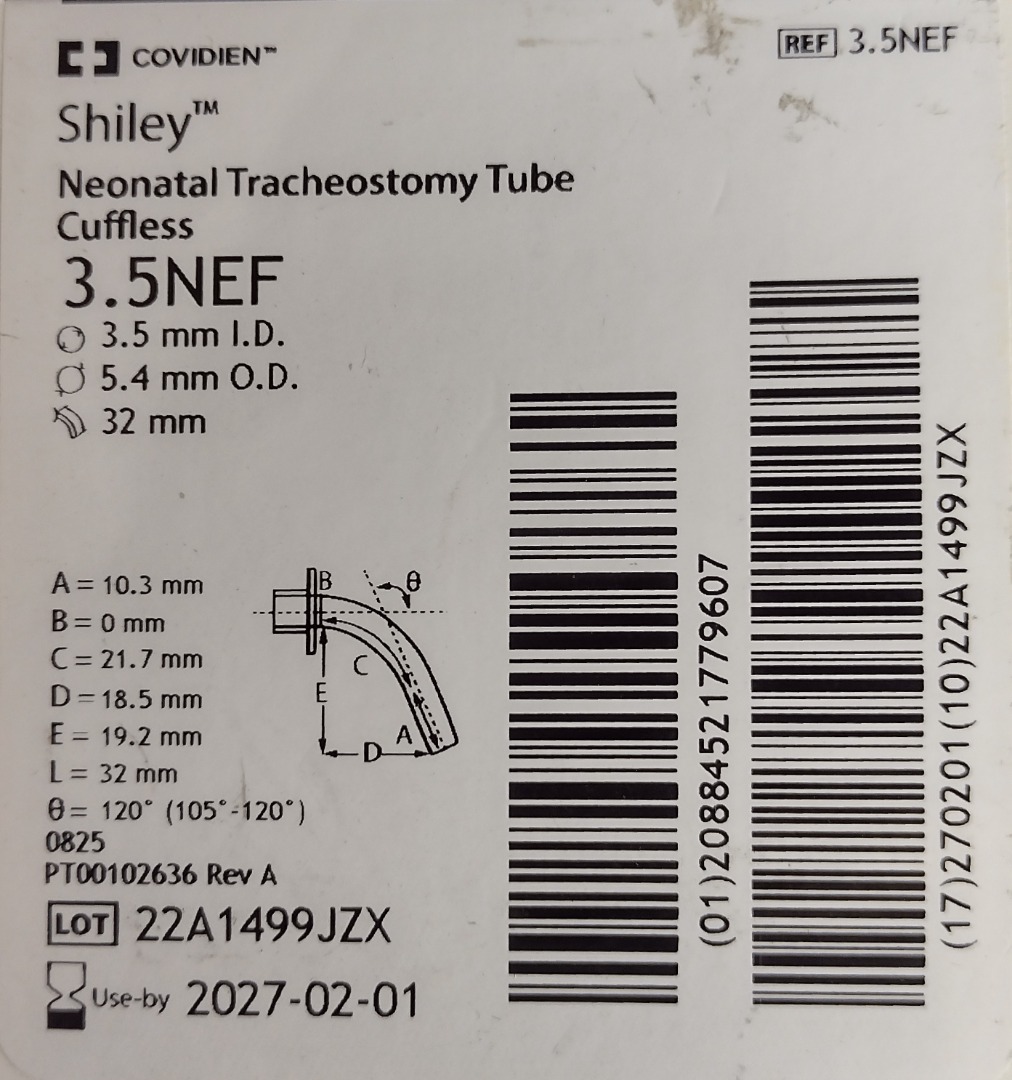 COVIDIEN™
REF 3.5NEF
Shiley™
Neonatal Tracheostomy Tube
Cuffless
3.5NEF
3.5 mm I.D.
5.4 mm O.D.
32 mm
A = 10.3 mm
B = 0 mm
C = 21.7 mm
D = 18.5 mm
E = 19.2 mm
L = 32 mm
θ = 120° (105°-120°)
B
θ
C
E
A
D
0825
PT00102636 Rev A
LOT 22A1499JZX
Use-by 2027-02-01
(01)20884521779607
(17)270201(10)22A1499JZX